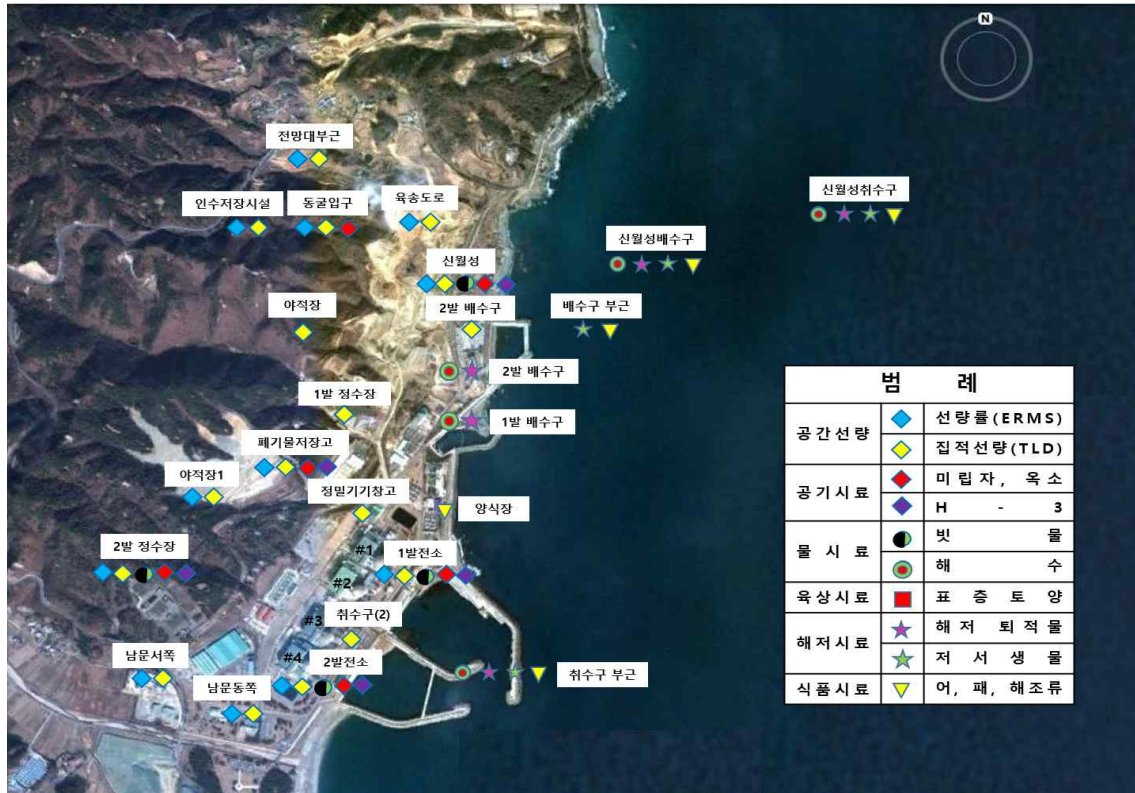 N
전망대부근
신월성취수구
인수저장시설
동굴입구
육송도로
신월성배수구
신월성
야적장
2발 배수구
배수구 부근
2발 배수구
1발 정수장
1발 배수구
폐기물저장고
야적장1
정밀기기창고
양식장
2발 정수장
#1
1발전소
#2
#3
취수구(2)
#4
남문서쪽
2발전소
취수구 부근
남문동쪽
범 례
공간선량
선량률(ERMS)
집적선량(TLD)
공기시료
미립자, 옥소
H - 3
물 시 료
빗 물
해 수
육상시료
표 층 토 양
해저시료
해저 퇴적물
저 서 생 물
식품시료
어, 패, 해조류